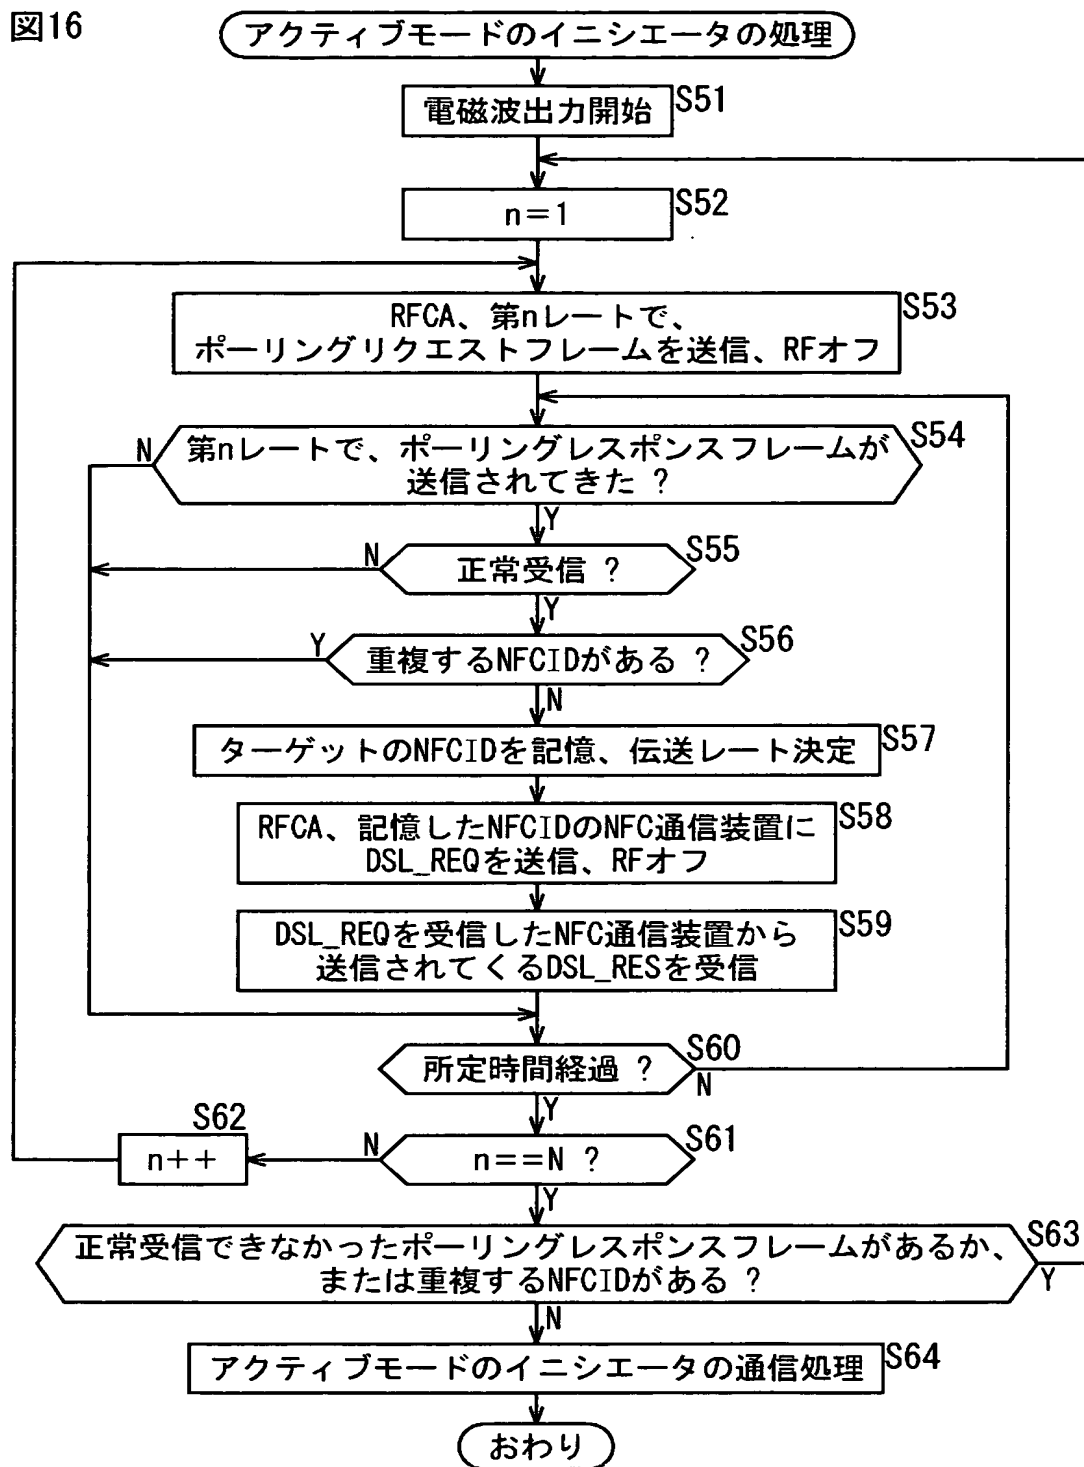 図16
アクティブモードのイニシエータの処理
電磁波出力開始
S51
n=1
S52
RFCA、第nレートで、
ポーリングリクエストフレームを送信、RFオフ
S53
第nレートで、ポーリングレスポンスフレームが
送信されてきた ?
S54
N
Y
正常受信 ?
S55
N
Y
重複するNFCIDがある ?
S56
Y
N
ターゲットのNFCIDを記憶、伝送レート決定
S57
RFCA、記憶したNFCIDのNFC通信装置に
DSL_REQを送信、RFオフ
S58
DSL_REQを受信したNFC通信装置から
送信されてくるDSL_RESを受信
S59
所定時間経過 ?
S60
N
Y
n==N ?
S61
N
Y
n++
S62
正常受信できなかったポーリングレスポンスフレームがあるか、
または重複するNFCIDがある ?
S63
Y
N
アクティブモードのイニシエータの通信処理
S64
おわり